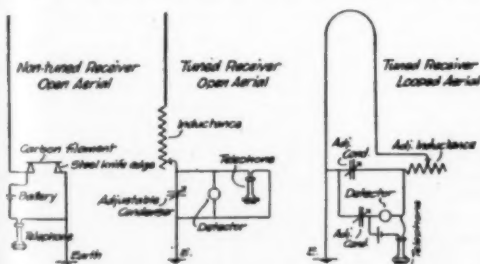 Non-tuned Receiver
Open Aerial
Carbon filament
Steel knife edge
Battery
Telephone
Earth
Tuned Receiver
Open Aerial
Inductance
Telephone
Adjustable
Condenser
Detector
E.
Tuned Receiver
Looped Aerial
Adj.
Cond.
Adj. Inductance
Detector
Adj.
Cond.
Telephone
E.